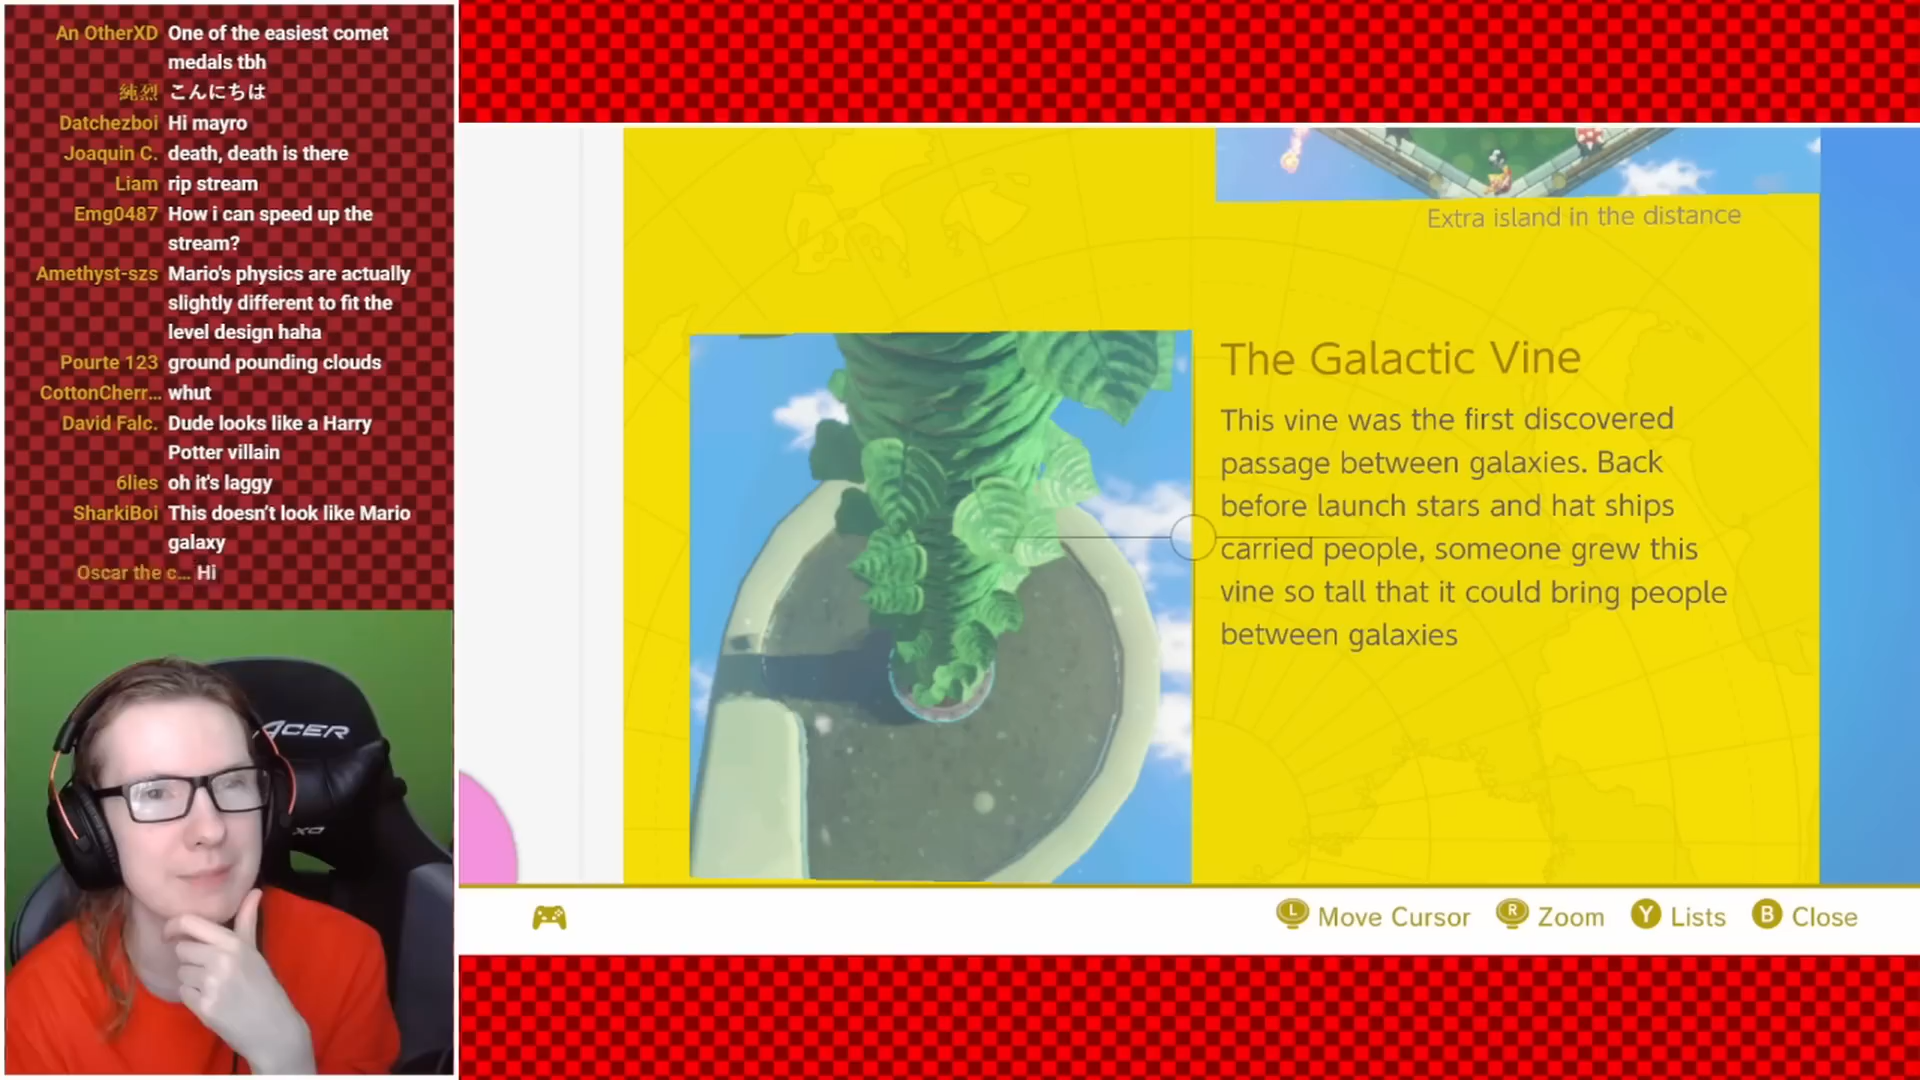 An OtherXD One of the easiest comet
medals tbh
純烈 こんにちは
Datchezboi Hi mayro
Joaquin C. death, death is there
Liam rip stream
Emg0487 How i can speed up the
stream?
Amethyst-szs Mario's physics are actually
slightly different to fit the
level design haha
Pourte 123 ground pounding clouds
CottonCherr... whut
David Falc. Dude looks like a Harry
Potter villain
6lies oh it's laggy
SharkiBoi This doesn't look like Mario
galaxy
Oscar the c... Hi
ACER
Extra island in the distance
The Galactic Vine
This vine was the first discovered
passage between galaxies. Back
before launch stars and hat ships
carried people, someone grew this
vine so tall that it could bring people
between galaxies
L Move Cursor R Zoom Y Lists B Close